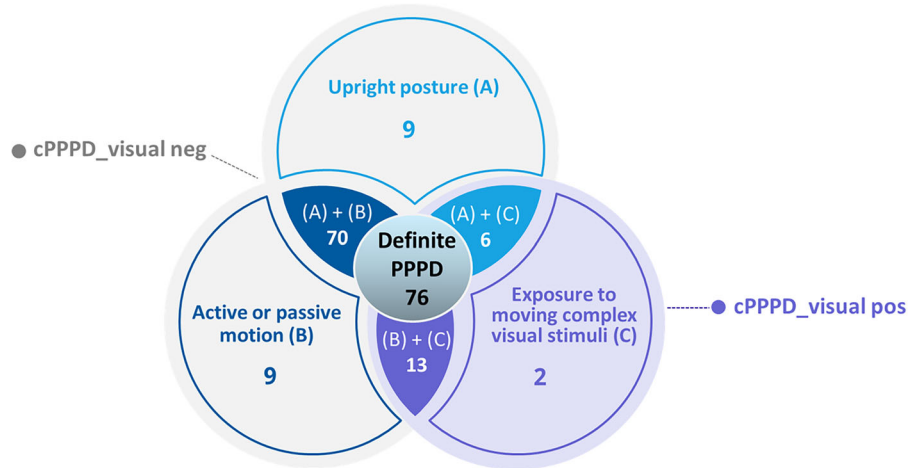 Upright posture (A)
9
cPPPD_visual neg
(A) + (B)
70
(A) + (C)
6
Definite
PPPD
76
Active or passive
motion (B)
9
(B) + (C)
13
Exposure to
moving complex
visual stimuli (C)
2
cPPPD_visual pos